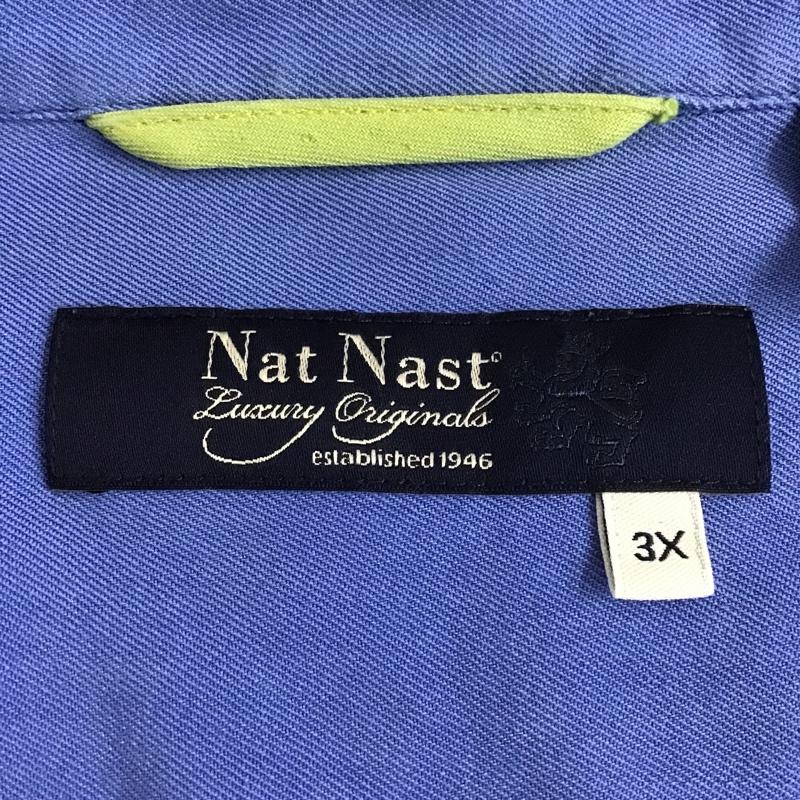 Nat Nast®
Luxury Originals
established 1946
3X